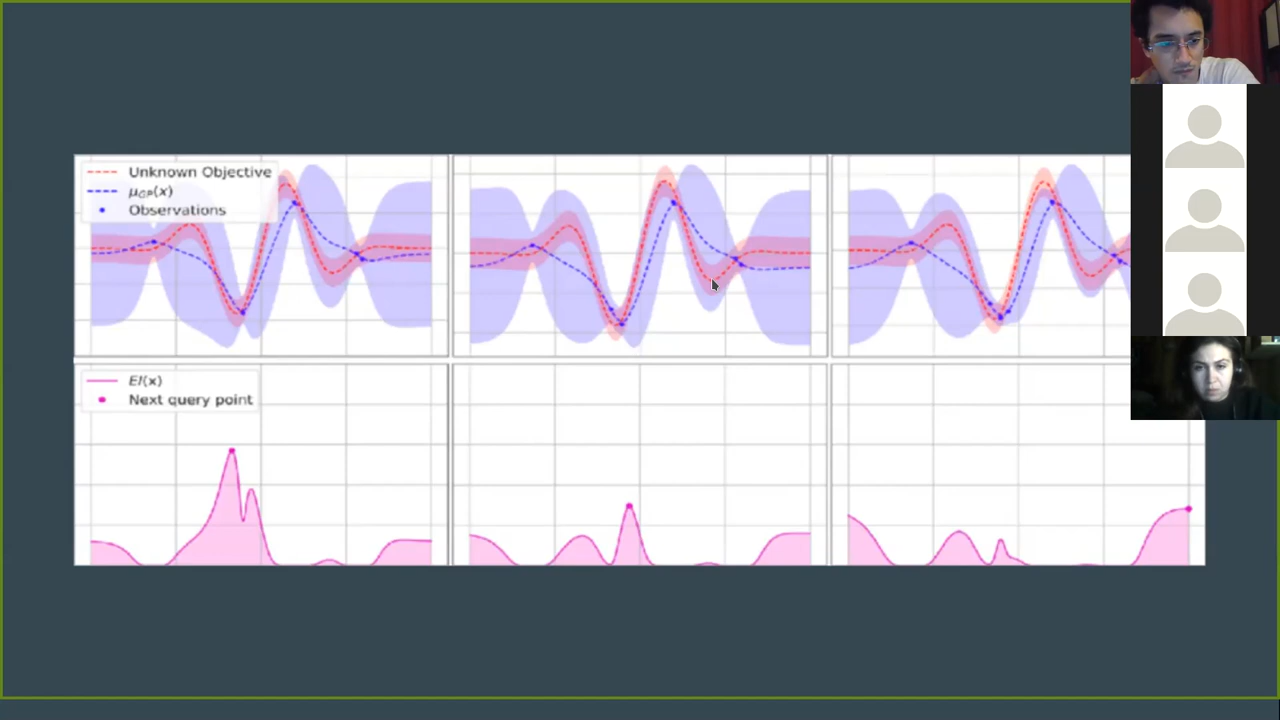 Unknown Objective
μGP(x)
Observations
EI(x)
Next query point